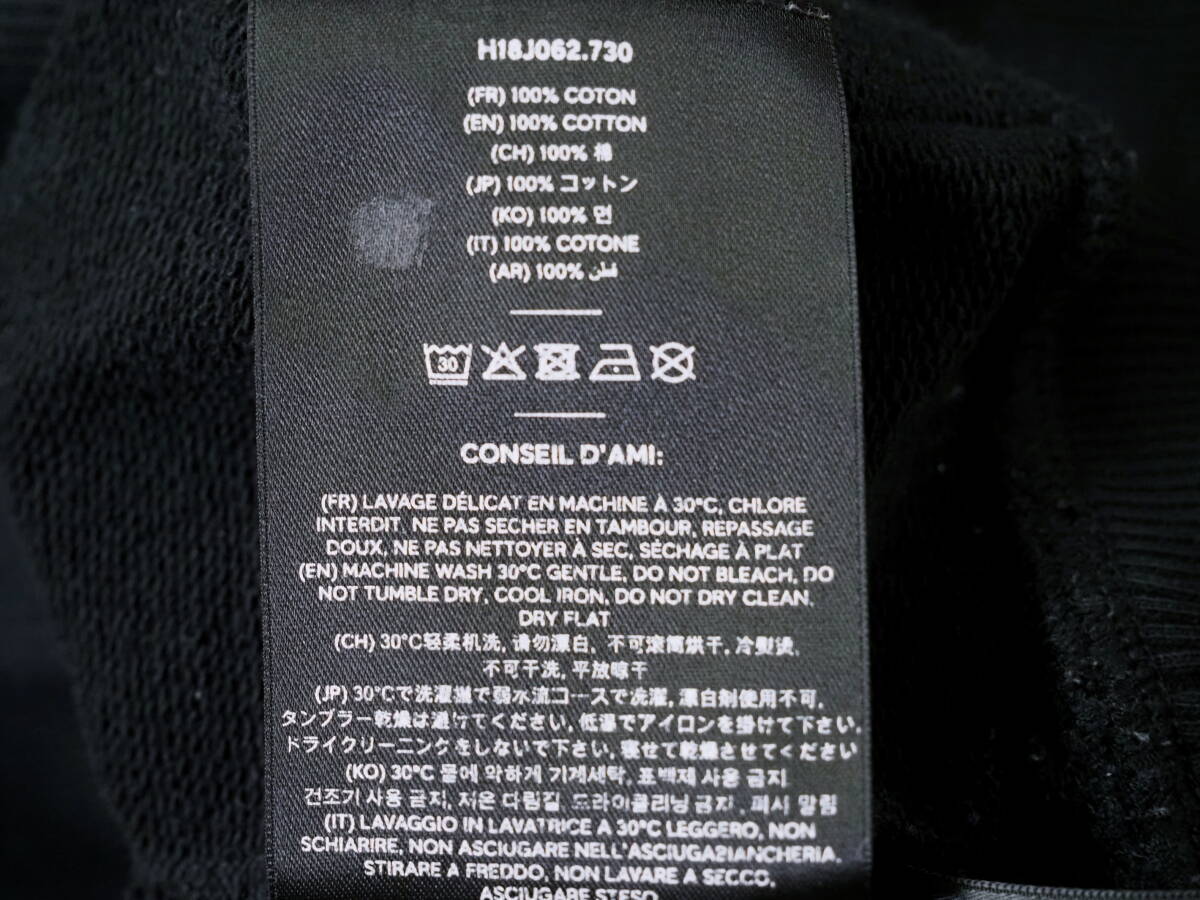 H18J062.730
(FR) 100% COTON
(EN) 100% COTTON
(CH) 100% 棉
(JP) 100% コットン
(KO) 100% 면
(IT) 100% COTONE
(AR) 100% قطن
30
CONSEIL D'AMI:
(FR) LAVAGE DÉLICAT EN MACHINE À 30°C, CHLORE
INTERDIT, NE PAS SECHER EN TAMBOUR, REPASSAGE
DOUX, NE PAS NETTOYER À SEC, SÉCHAGE À PLAT
(EN) MACHINE WASH 30°C GENTLE, DO NOT BLEACH, DO
NOT TUMBLE DRY, COOL IRON, DO NOT DRY CLEAN,
DRY FLAT
(CH) 30°C轻柔机洗, 请勿漂白, 不可滚筒烘干, 冷熨烫,
不可干洗, 平放晾干
(JP) 30°Cで洗濯機で弱水流コースで洗濯, 漂白剤使用不可,
タンブラー乾燥は避けてください, 低温でアイロンを掛けて下さい,
ドライクリーニングをしないで下さい, 寝せて乾燥させてください
(KO) 30°C 물에 약하게 기계세탁, 표백제 사용 금지
건조기 사용 금지, 저온 다림질, 드라이클리닝 금지, 펴서 말림
(IT) LAVAGGIO IN LAVATRICE A 30°C LEGGERO, NON
SCHIARIRE, NON ASCIUGARE NELL'ASCIUGABIANCHERIA,
STIRARE A FREDDO, NON LAVARE A SECCO,
ASCIUGARE STESO